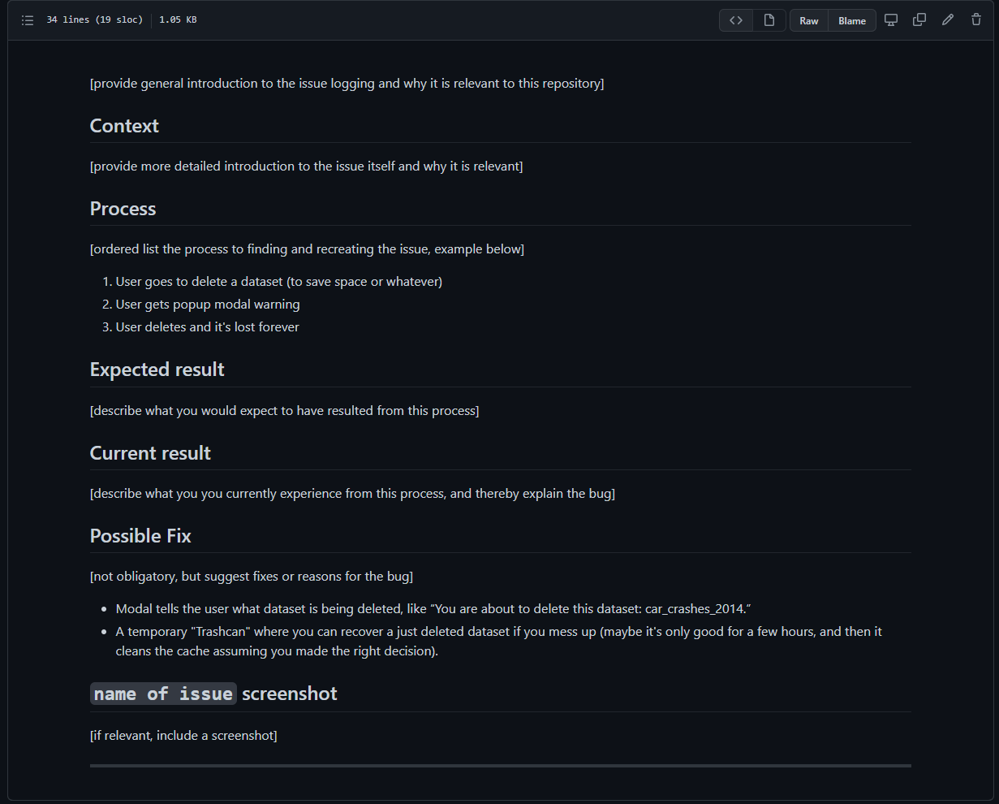 34 lines (19 sloc) 1.05 KB
Raw Blame
[provide general introduction to the issue logging and why it is relevant to this repository]
Context
[provide more detailed introduction to the issue itself and why it is relevant]
Process
[ordered list the process to finding and recreating the issue, example below]
1. User goes to delete a dataset (to save space or whatever)
2. User gets popup modal warning
3. User deletes and it's lost forever
Expected result
[describe what you would expect to have resulted from this process]
Current result
[describe what you you currently experience from this process, and thereby explain the bug]
Possible Fix
[not obligatory, but suggest fixes or reasons for the bug]
• Modal tells the user what dataset is being deleted, like “You are about to delete this dataset: car_crashes_2014.”
• A temporary "Trashcan" where you can recover a just deleted dataset if you mess up (maybe it's only good for a few hours, and then it
cleans the cache assuming you made the right decision).
name of issue screenshot
[if relevant, include a screenshot]